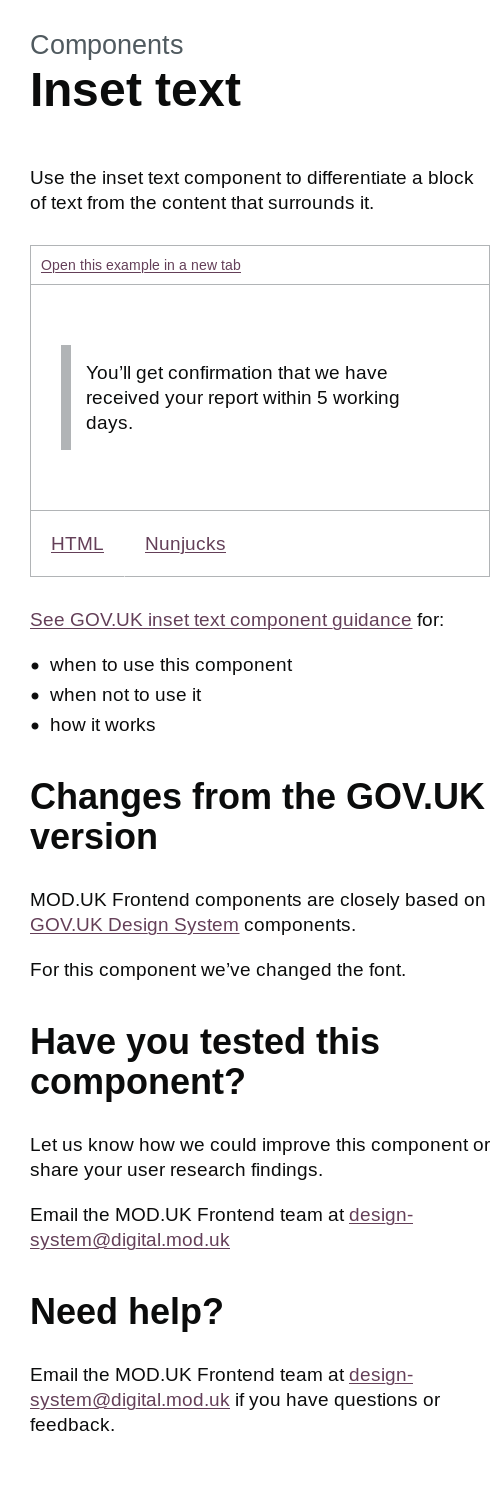 Components
Inset text
Use the inset text component to differentiate a block
of text from the content that surrounds it.
Open this example in a new tab
You’ll get confirmation that we have
received your report within 5 working
days.
HTML
Nunjucks
See GOV.UK inset text component guidance for:
• when to use this component
• when not to use it
• how it works
Changes from the GOV.UK
version
MOD.UK Frontend components are closely based on
GOV.UK Design System components.
For this component we’ve changed the font.
Have you tested this
component?
Let us know how we could improve this component or
share your user research findings.
Email the MOD.UK Frontend team at design-
system@digital.mod.uk
Need help?
Email the MOD.UK Frontend team at design-
system@digital.mod.uk if you have questions or
feedback.